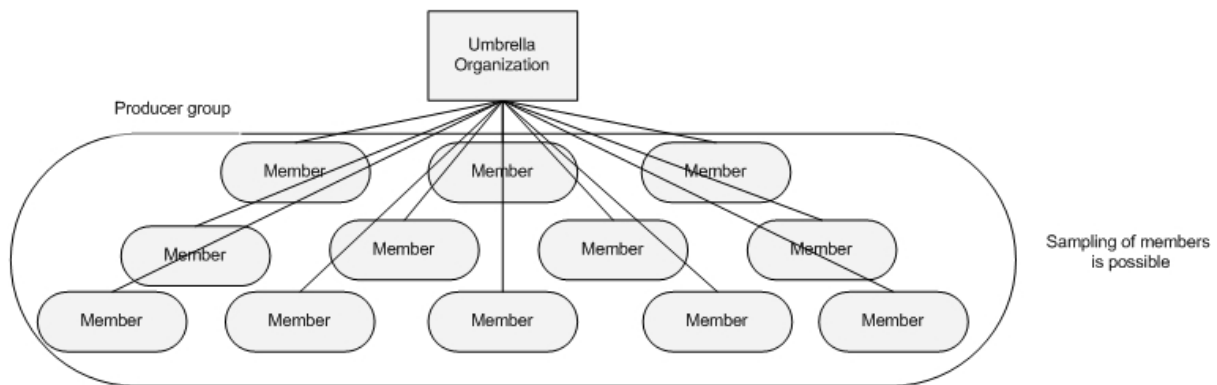 Umbrella
Organization
Producer group
Member
Member
Member
Member
Member
Member
Member
Sampling of members
is possible
Member
Member
Member
Member
Member